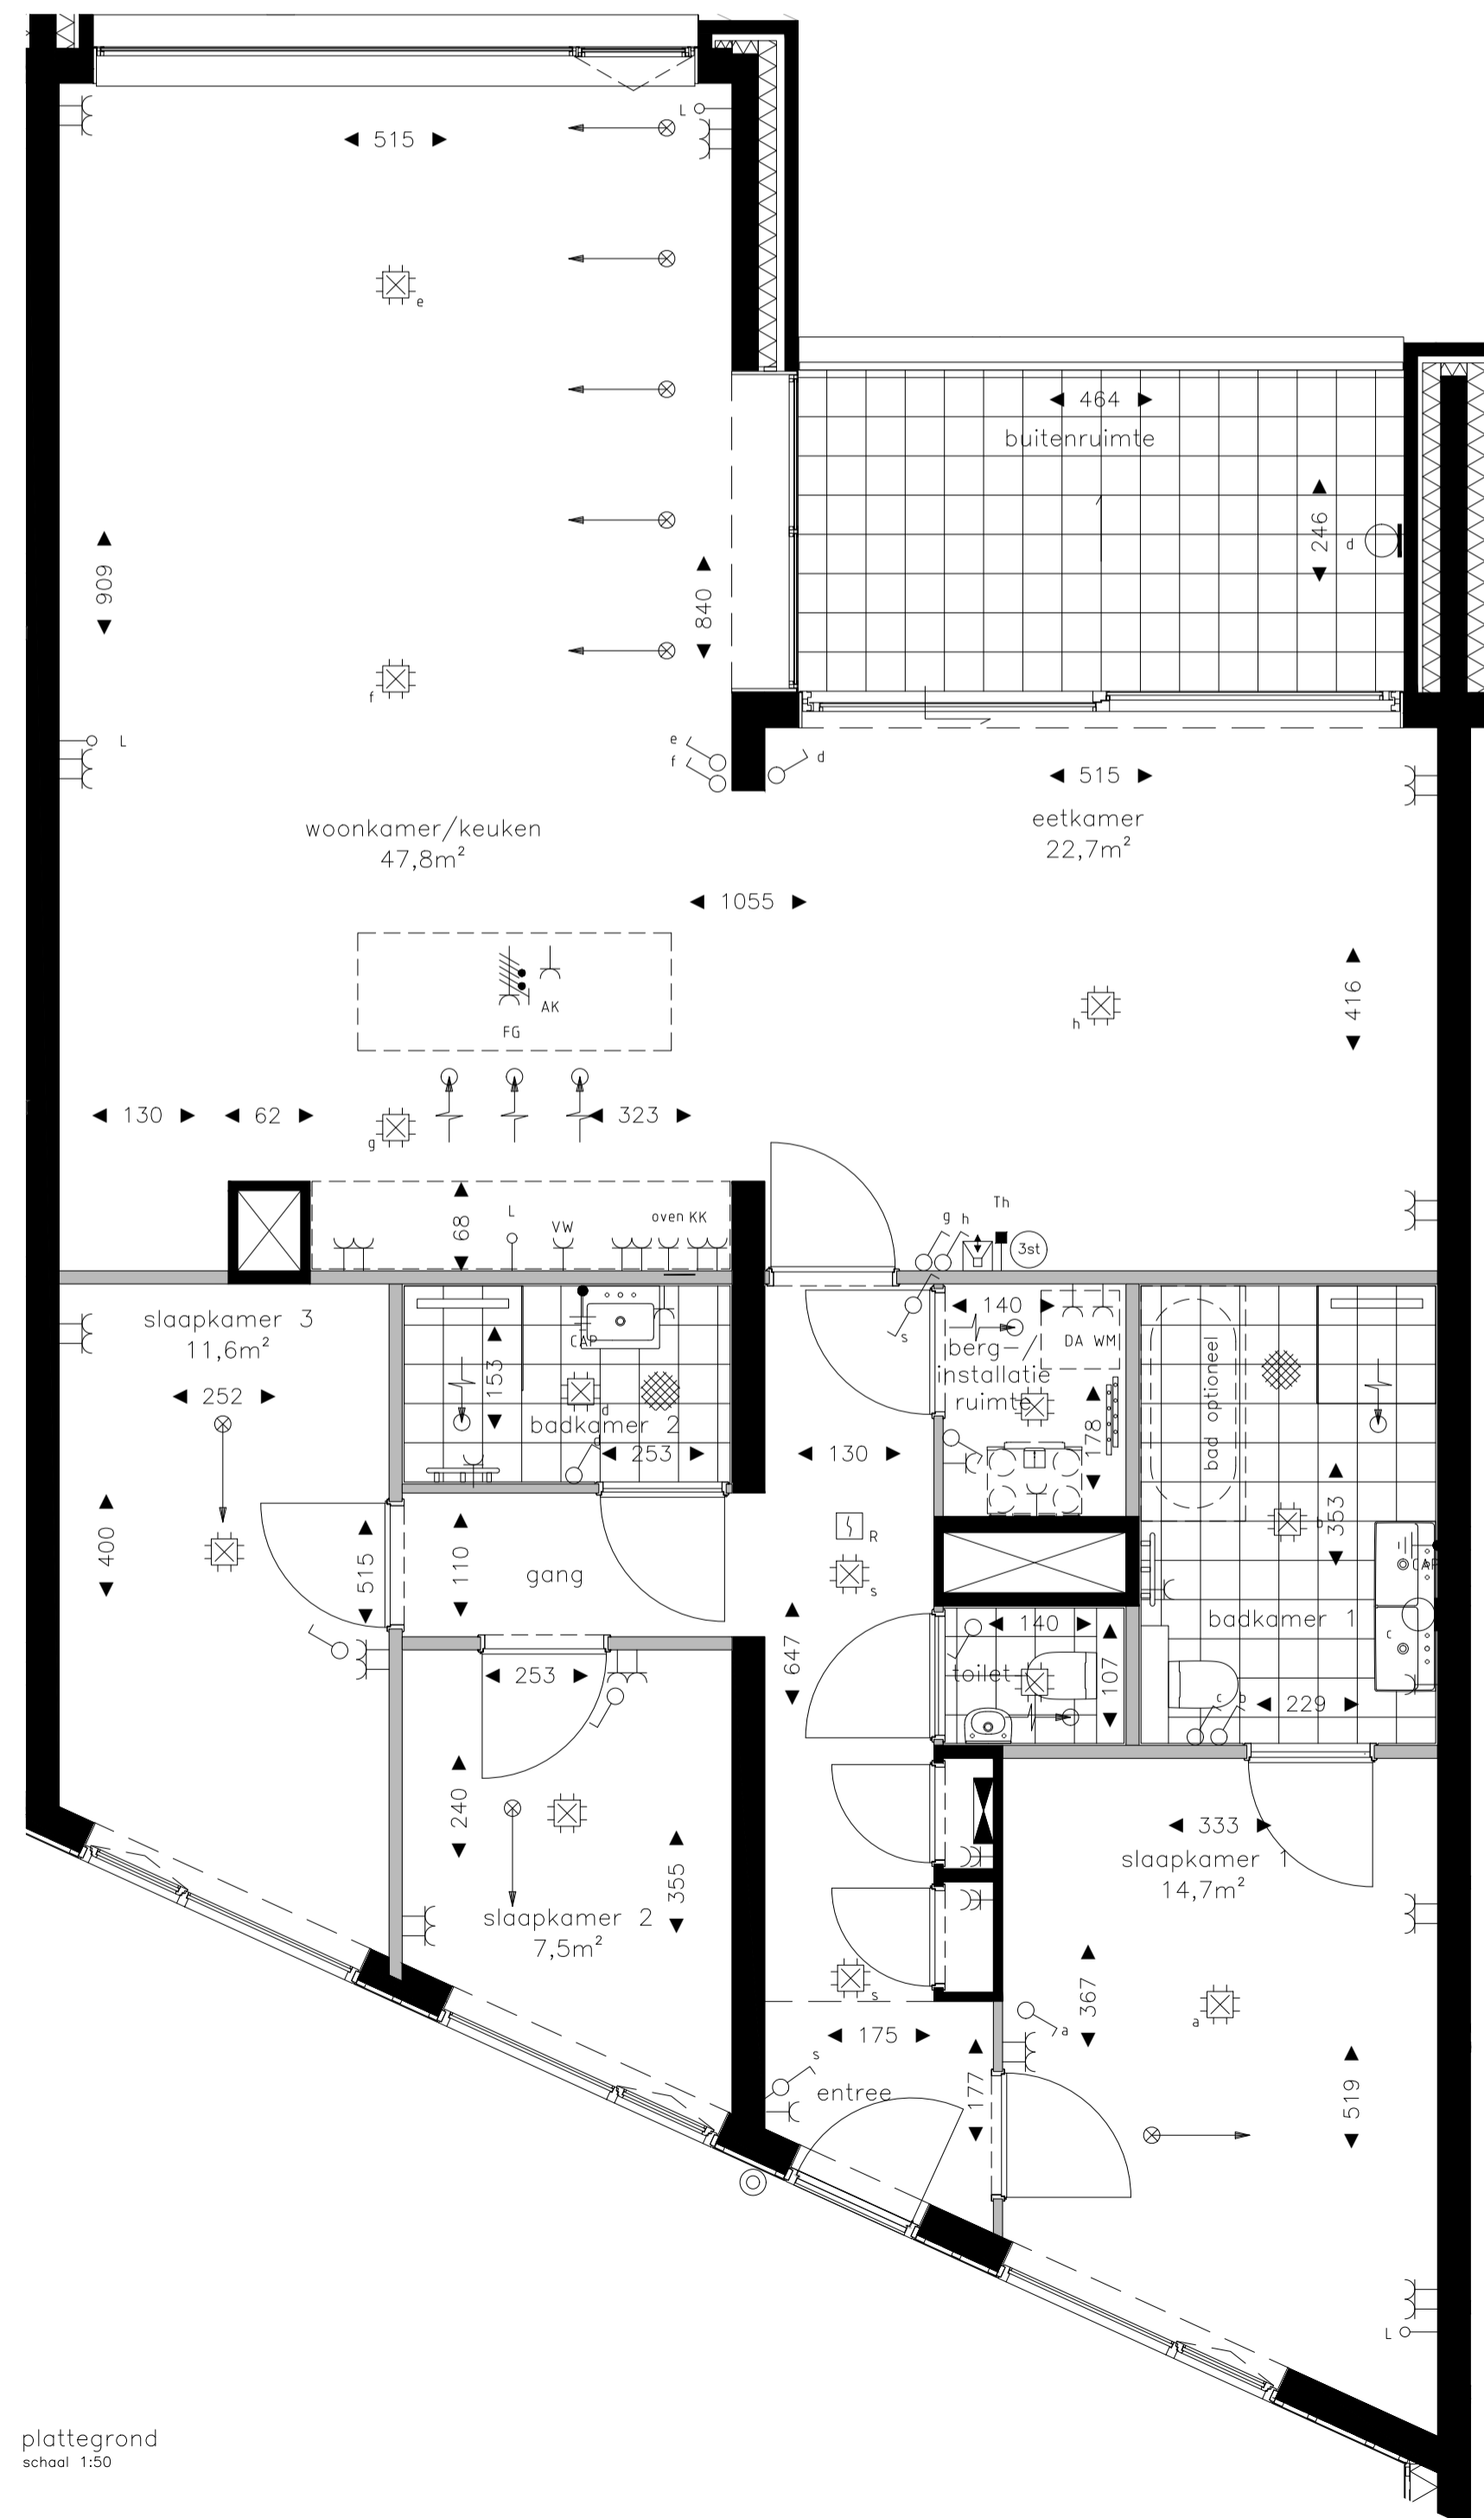 L
515
e
464
buitenruimte
246
d
909
840
f
L
e
f
d
515
woonkamer/keuken
47,8m²
eetkamer
22,7m²
1055
416
h
AK
FG
130
62
323
g
68
L
VW
oven KK
g h
Th
3st
slaapkamer 3
11,6m²
252
400
515
CAP
153
d
badkamer 2
d
253
s
140
DA WM
berg-/
installatie
ruimte
178
130
bad optioneel
353
b
CAP
badkamer 1
c
229
c b
110
gang
R
s
647
140
toilet
107
253
240
355
slaapkamer 2
7,5m²
333
slaapkamer 1
14,7m²
367
a
a
519
s
175
177
s
entree
L
plattegrond
schaal 1:50